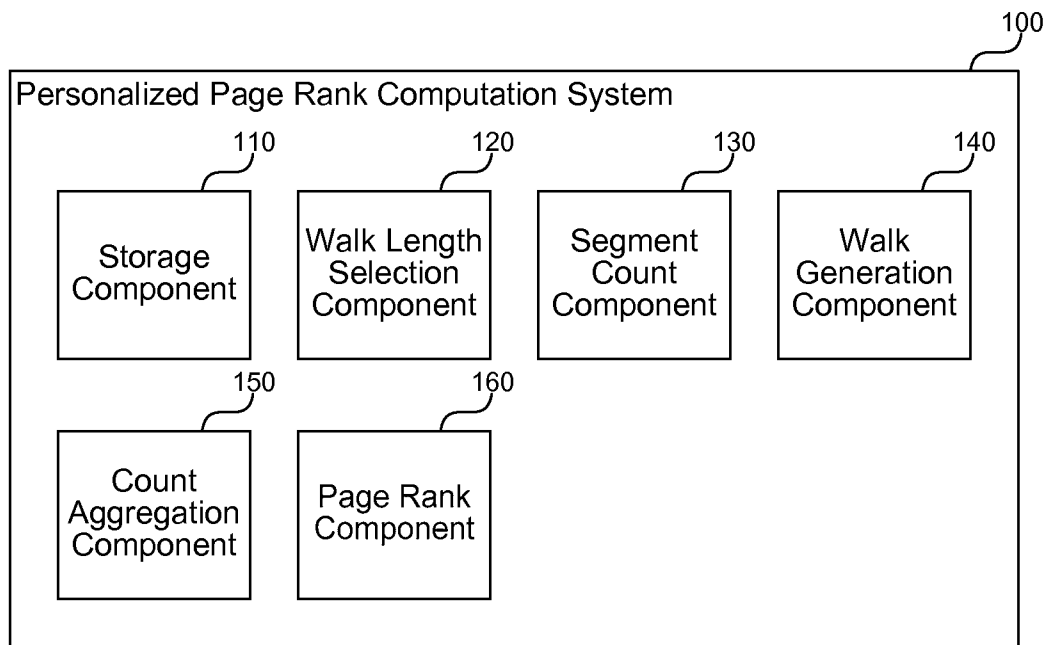 100
Personalized Page Rank Computation System
110
120
130
140
Storage
Component
Walk Length
Selection
Component
Segment
Count
Component
Walk
Generation
Component
150
160
Count
Aggregation
Component
Page Rank
Component